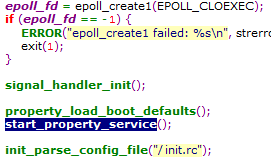 epoll_fd = epoll_create1(EPOLL_CLOEXEC);
if (epoll_fd == -1) {
ERROR("epoll_create1 failed: %s\n", strerro
exit(1);
}
signal_handler_init();
property_load_boot_defaults();
start_property_service();
init_parse_config_file("/init.rc");